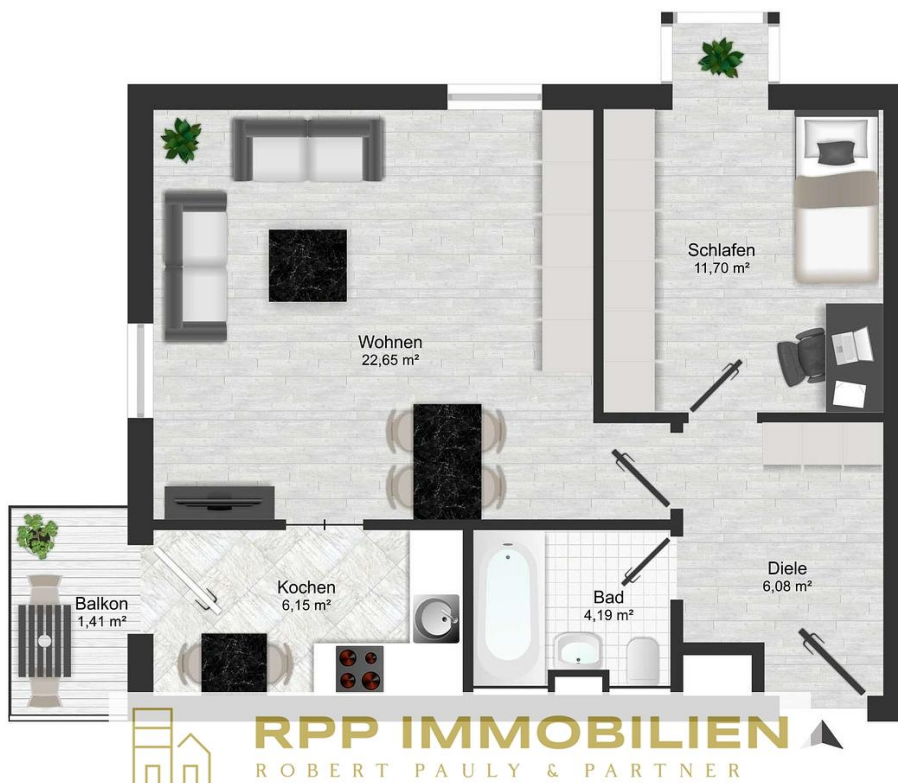 Schlafen
11,70 m²
Wohnen
22,65 m²
Diele
6,08 m²
Kochen
6,15 m²
Bad
4,19 m²
Balkon
1,41 m²
RPP IMMOBILIEN
ROBERT PAULY & PARTNER